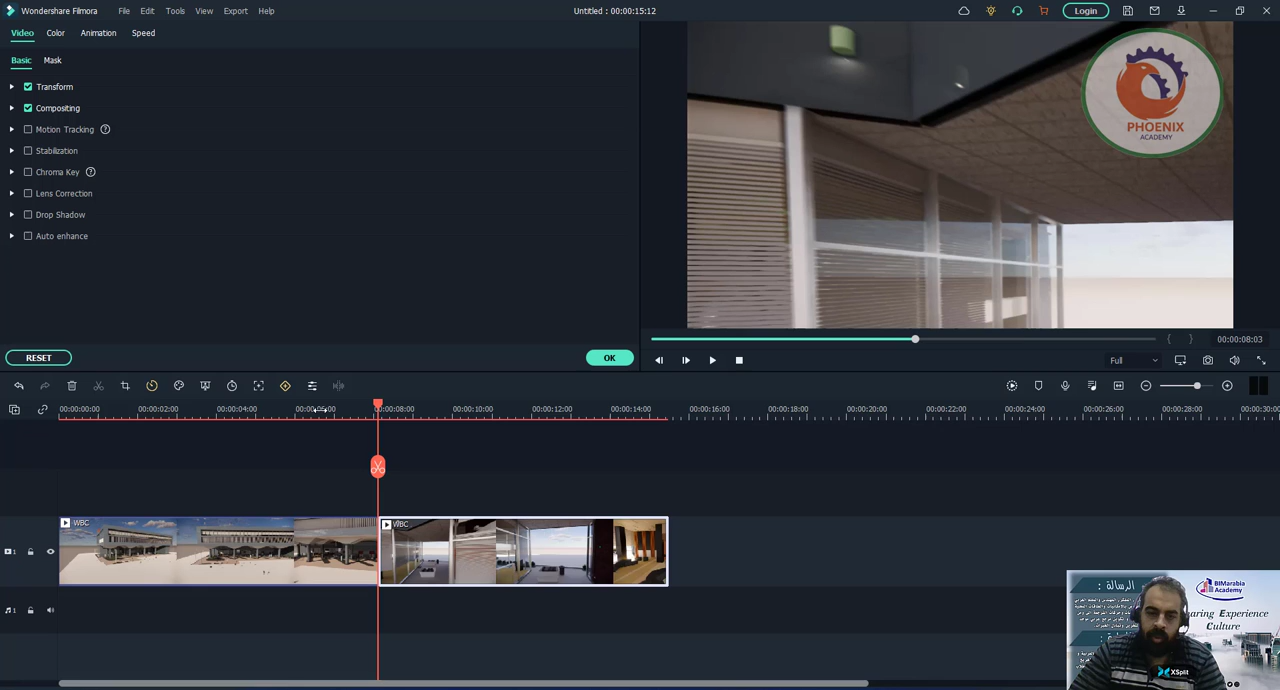 Wondershare Filmora File Edit Tools View Export Help Untitled : 00:00:15:12 Login
Video Color Animation Speed
Basic Mask
Transform
Compositing
Motion Tracking
Stabilization
Chroma Key
Lens Correction
Drop Shadow
Auto enhance
PHOENIX
ACADEMY
00:00:08:03
RESET OK Full
00:00:00:00 00:00:02:00 00:00:04:00 00:00:08:00 00:00:10:00 00:00:12:00 00:00:14:00 00:00:16:00 00:00:18:00 00:00:20:00 00:00:22:00 00:00:24:00 00:00:26:00 00:00:28:00
WBC WBC
1
1
الرسالة :
BIMarabia
Academy
aring Experience
Culture
XSplit